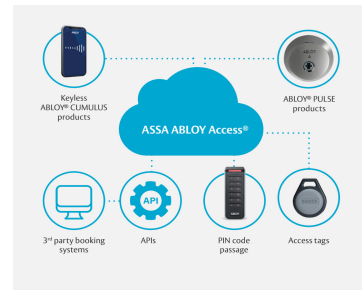 Keyless
ABLOY® CUMULUS
products
ABLOY
ABLOY® PULSE
products
ASSA ABLOY Access®
API
3rd party booking
systems
APIs
PIN code
passage
Access tags